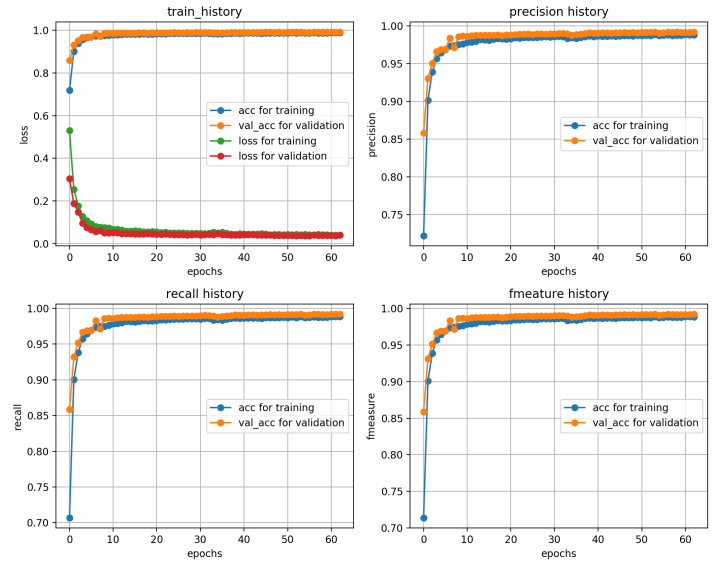 train_history
1.0
0.8
0.6
0.4
0.2
0.0
loss
acc for training
val_acc for validation
loss for training
loss for validation
0 10 20 30 40 50 60
epochs
precision history
1.00
0.95
0.90
0.85
0.80
0.75
precision
acc for training
val_acc for validation
0 10 20 30 40 50 60
epochs
recall history
1.00
0.95
0.90
0.85
0.80
0.75
0.70
recall
acc for training
val_acc for validation
0 10 20 30 40 50 60
epochs
fmeature history
1.00
0.95
0.90
0.85
0.80
0.75
0.70
fmeasure
acc for training
val_acc for validation
0 10 20 30 40 50 60
epochs